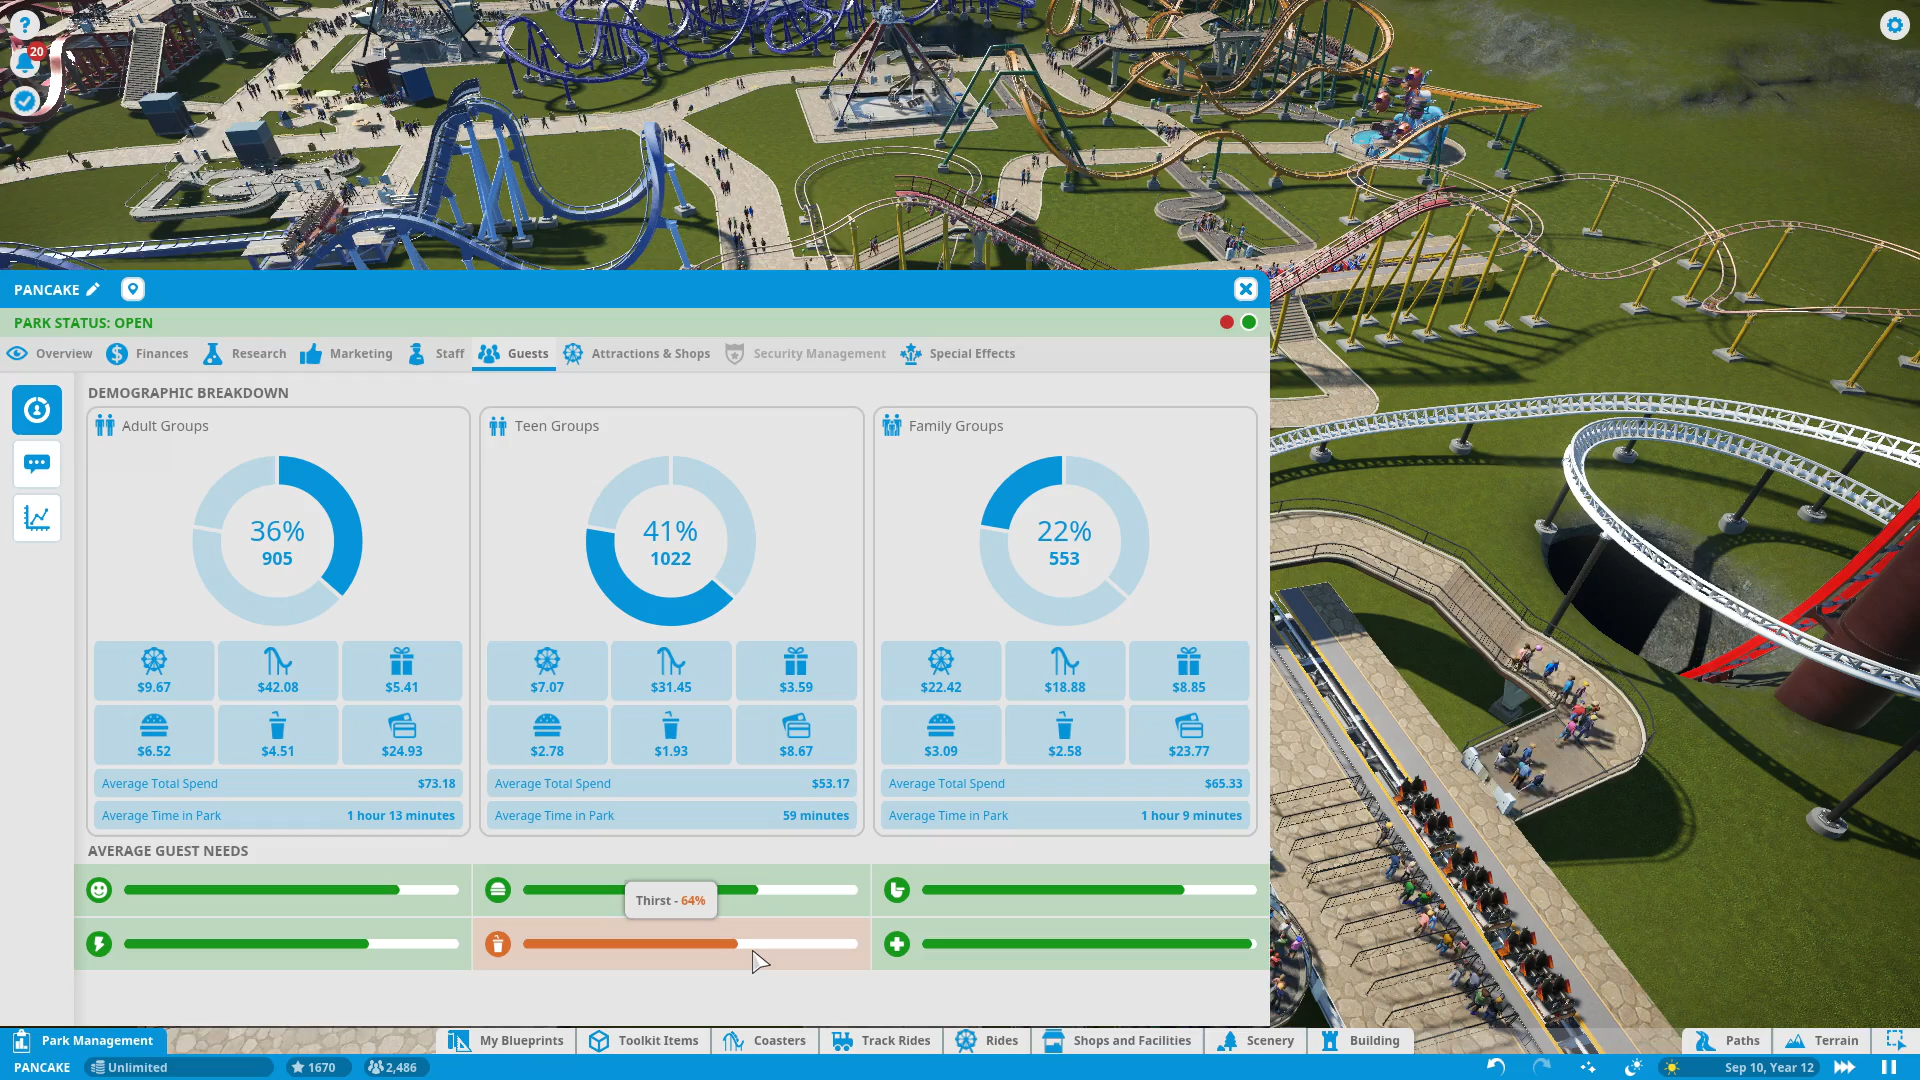 ?
20
PANCAKE
PARK STATUS: OPEN
Overview
Finances
Research
Marketing
Staff
Guests
Attractions & Shops
Security Management
Special Effects
DEMOGRAPHIC BREAKDOWN
Adult Groups
36%
905
$9.67
$42.08
$5.41
$6.52
$4.51
$24.93
Average Total Spend $73.18
Average Time in Park 1 hour 13 minutes
Teen Groups
41%
1022
$7.07
$31.45
$3.59
$2.78
$1.93
$8.67
Average Total Spend $53.17
Average Time in Park 59 minutes
Family Groups
22%
553
$22.42
$18.88
$8.85
$3.09
$2.58
$23.77
Average Total Spend $65.33
Average Time in Park 1 hour 9 minutes
AVERAGE GUEST NEEDS
Thirst - 64%
Park Management
My Blueprints
Toolkit Items
Coasters
Track Rides
Rides
Shops and Facilities
Scenery
Building
Paths
Terrain
PANCAKE
Unlimited
1670
2,486
Sep 10, Year 12